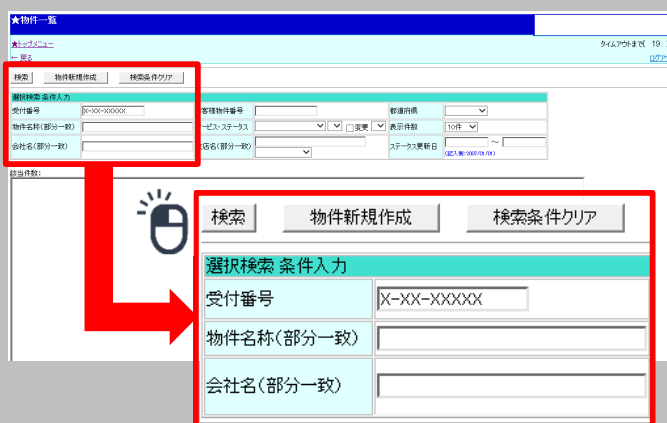 ★物件一覧
★トップメニュー
タイムアウトまで[ 19
← 戻る
ログア
検索 物件新規作成 検索条件クリア
選択検索 条件入力
受付番号 X-XX-XXXXX 客様物件番号 都道府県
物件名称(部分一致) ービス・ステータス 変更 表示件数 10件
会社名(部分一致) 店名(部分一致) ステータス更新日 ～
(記入例:2007/01/01)
該当件数:
検索 物件新規作成 検索条件クリア
選択検索 条件入力
受付番号 X-XX-XXXXX
物件名称(部分一致)
会社名(部分一致)